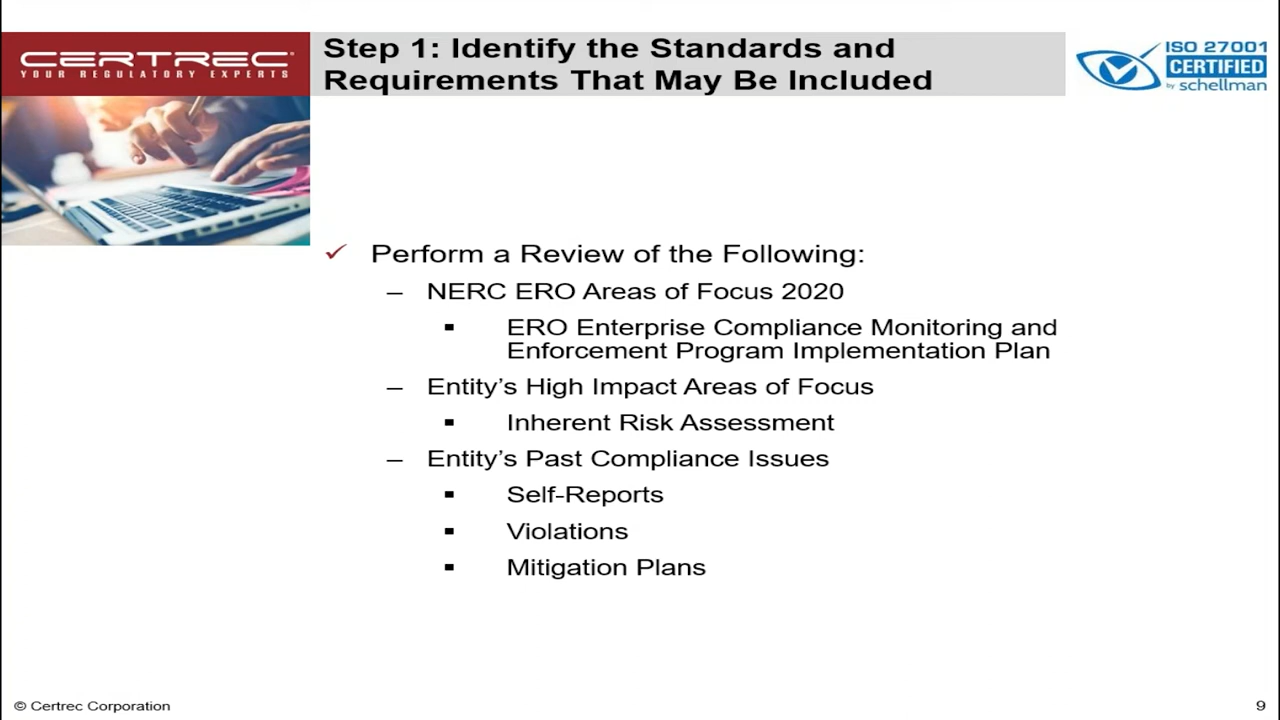 CERTREC
YOUR REGULATORY EXPERTS
Step 1: Identify the Standards and
Requirements That May Be Included
ISO 27001
CERTIFIED
by schellman
✓ Perform a Review of the Following:
– NERC ERO Areas of Focus 2020
▪ ERO Enterprise Compliance Monitoring and
Enforcement Program Implementation Plan
– Entity’s High Impact Areas of Focus
▪ Inherent Risk Assessment
– Entity’s Past Compliance Issues
▪ Self-Reports
▪ Violations
▪ Mitigation Plans
© Certrec Corporation
9